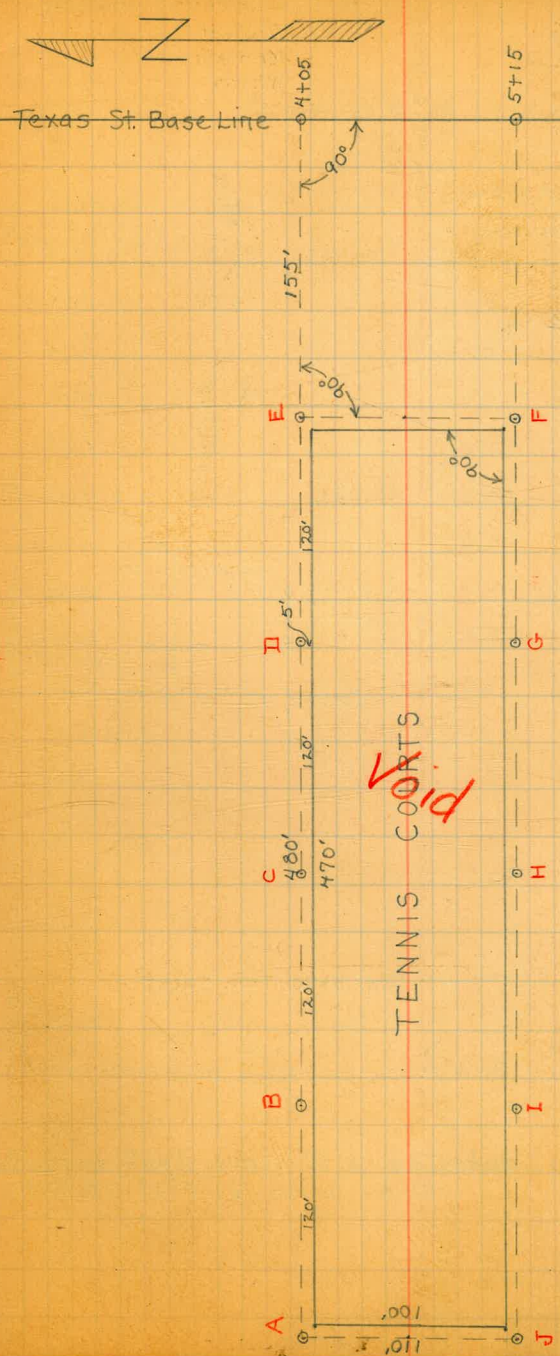 N
4+05
5+15
Texas St. Base Line
90°
155'
90°
E
F
90°
120'
5'
D
G
120'
TENNIS COURTS
Void
C
480'
470'
H
120'
B
I
120'
A
100'
110'
J